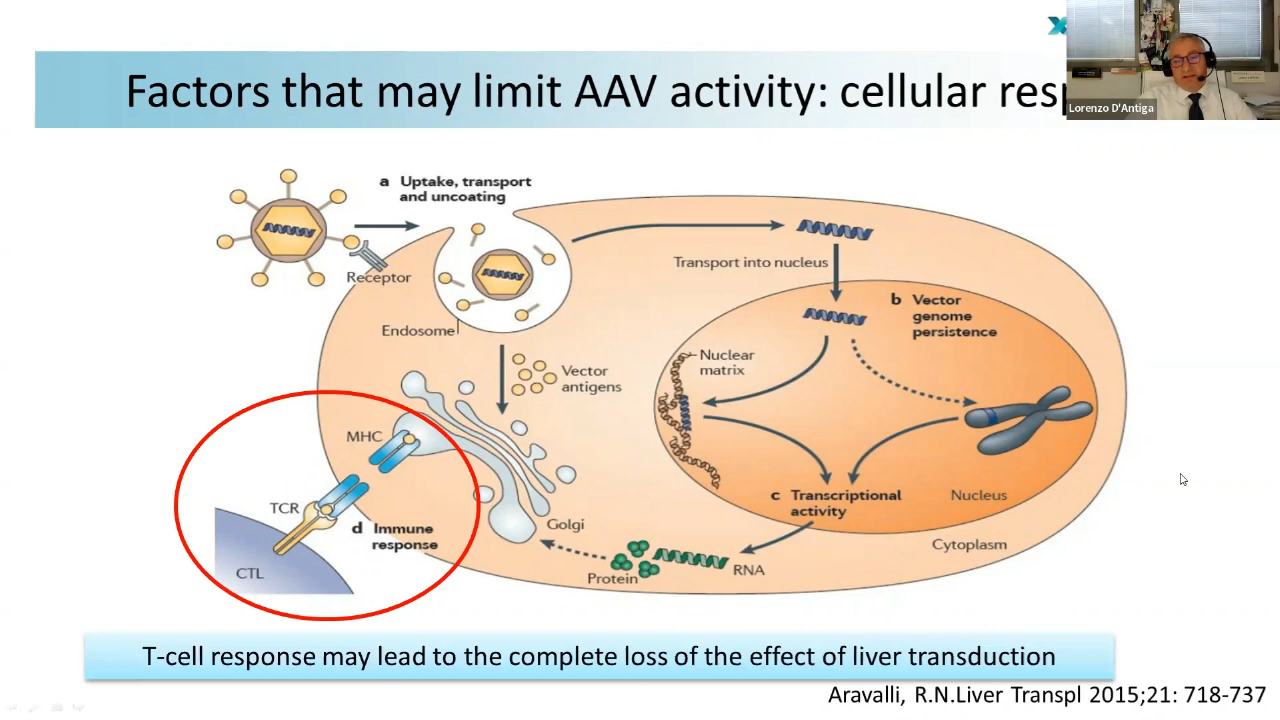 Factors that may limit AAV activity: cellular
Lorenzo D'Antiga
a Uptake, transport
and uncoating
Receptor
Endosome
Vector
antigens
Transport into nucleus
b Vector
genome
persistence
Nuclear
matrix
MHC
TCR
d Immune
response
CTL
Golgi
c Transcriptional
activity
Nucleus
Cytoplasm
RNA
Protein
T-cell response may lead to the complete loss of the effect of liver transduction
Aravalli, R.N.Liver Transpl 2015;21: 718-737